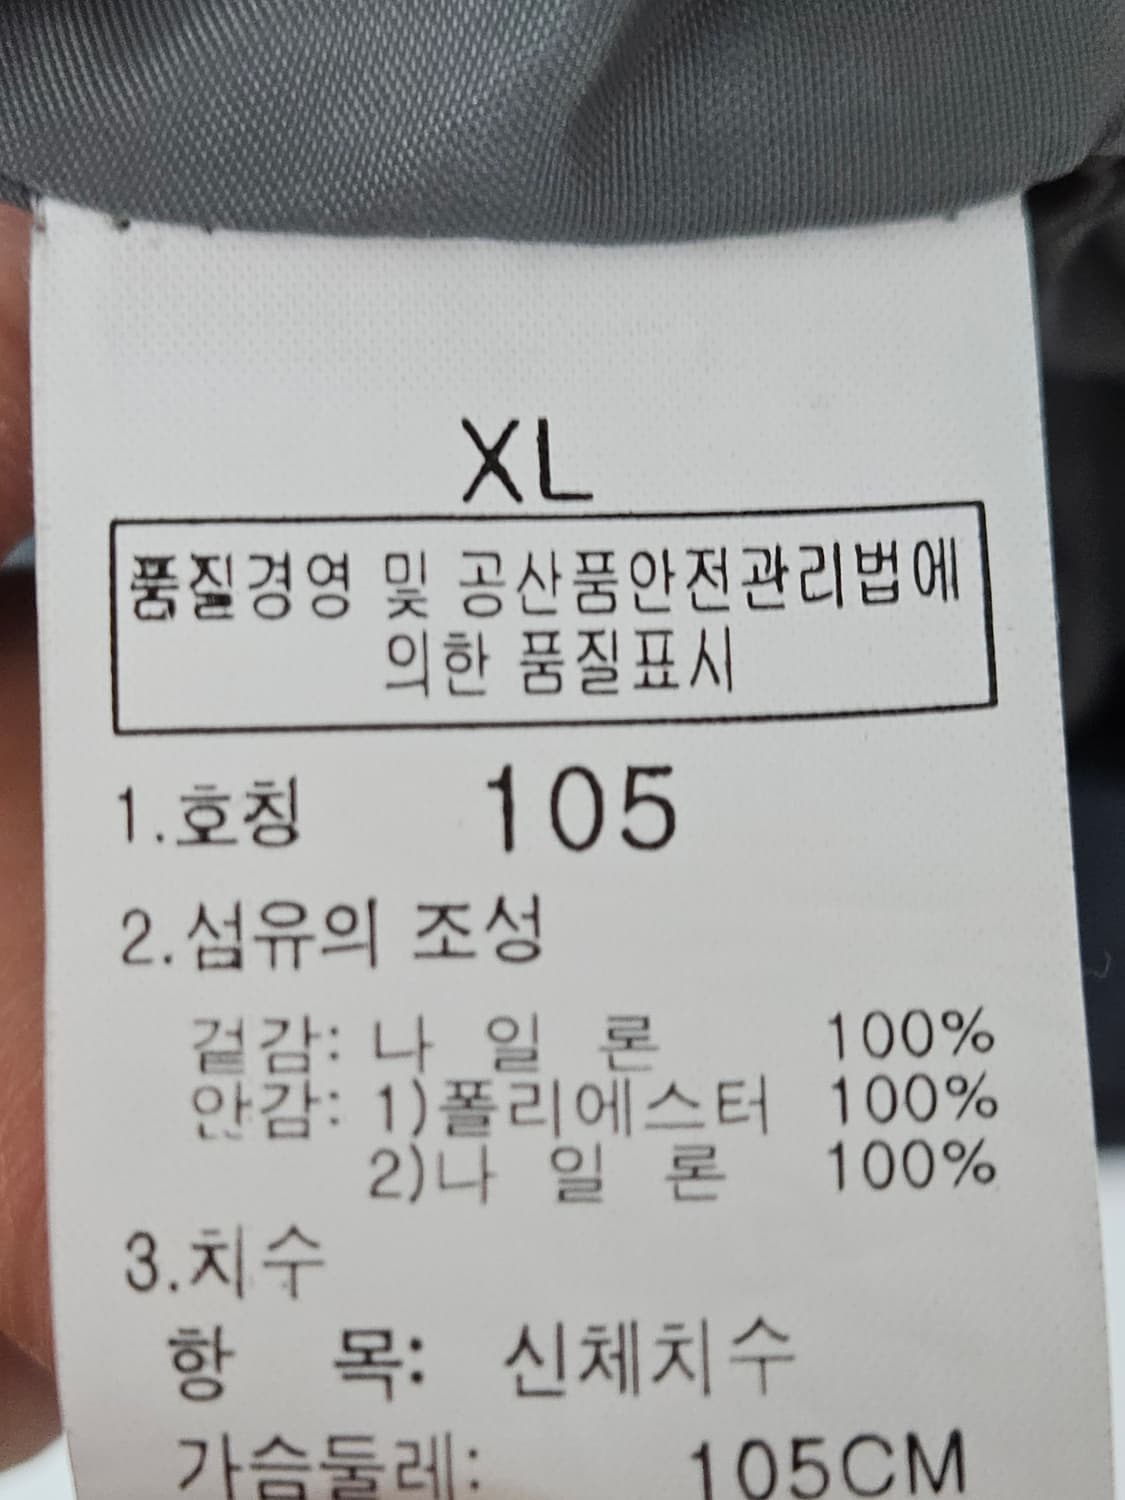 XL
품질경영 및 공산품안전관리법에
의한 품질표시
1.호칭 105
2.섬유의 조성
겉감: 나 일 론 100%
안감: 1)폴리에스터 100%
2)나 일 론 100%
3.치수
항 목: 신체치수
가슴둘레: 105CM